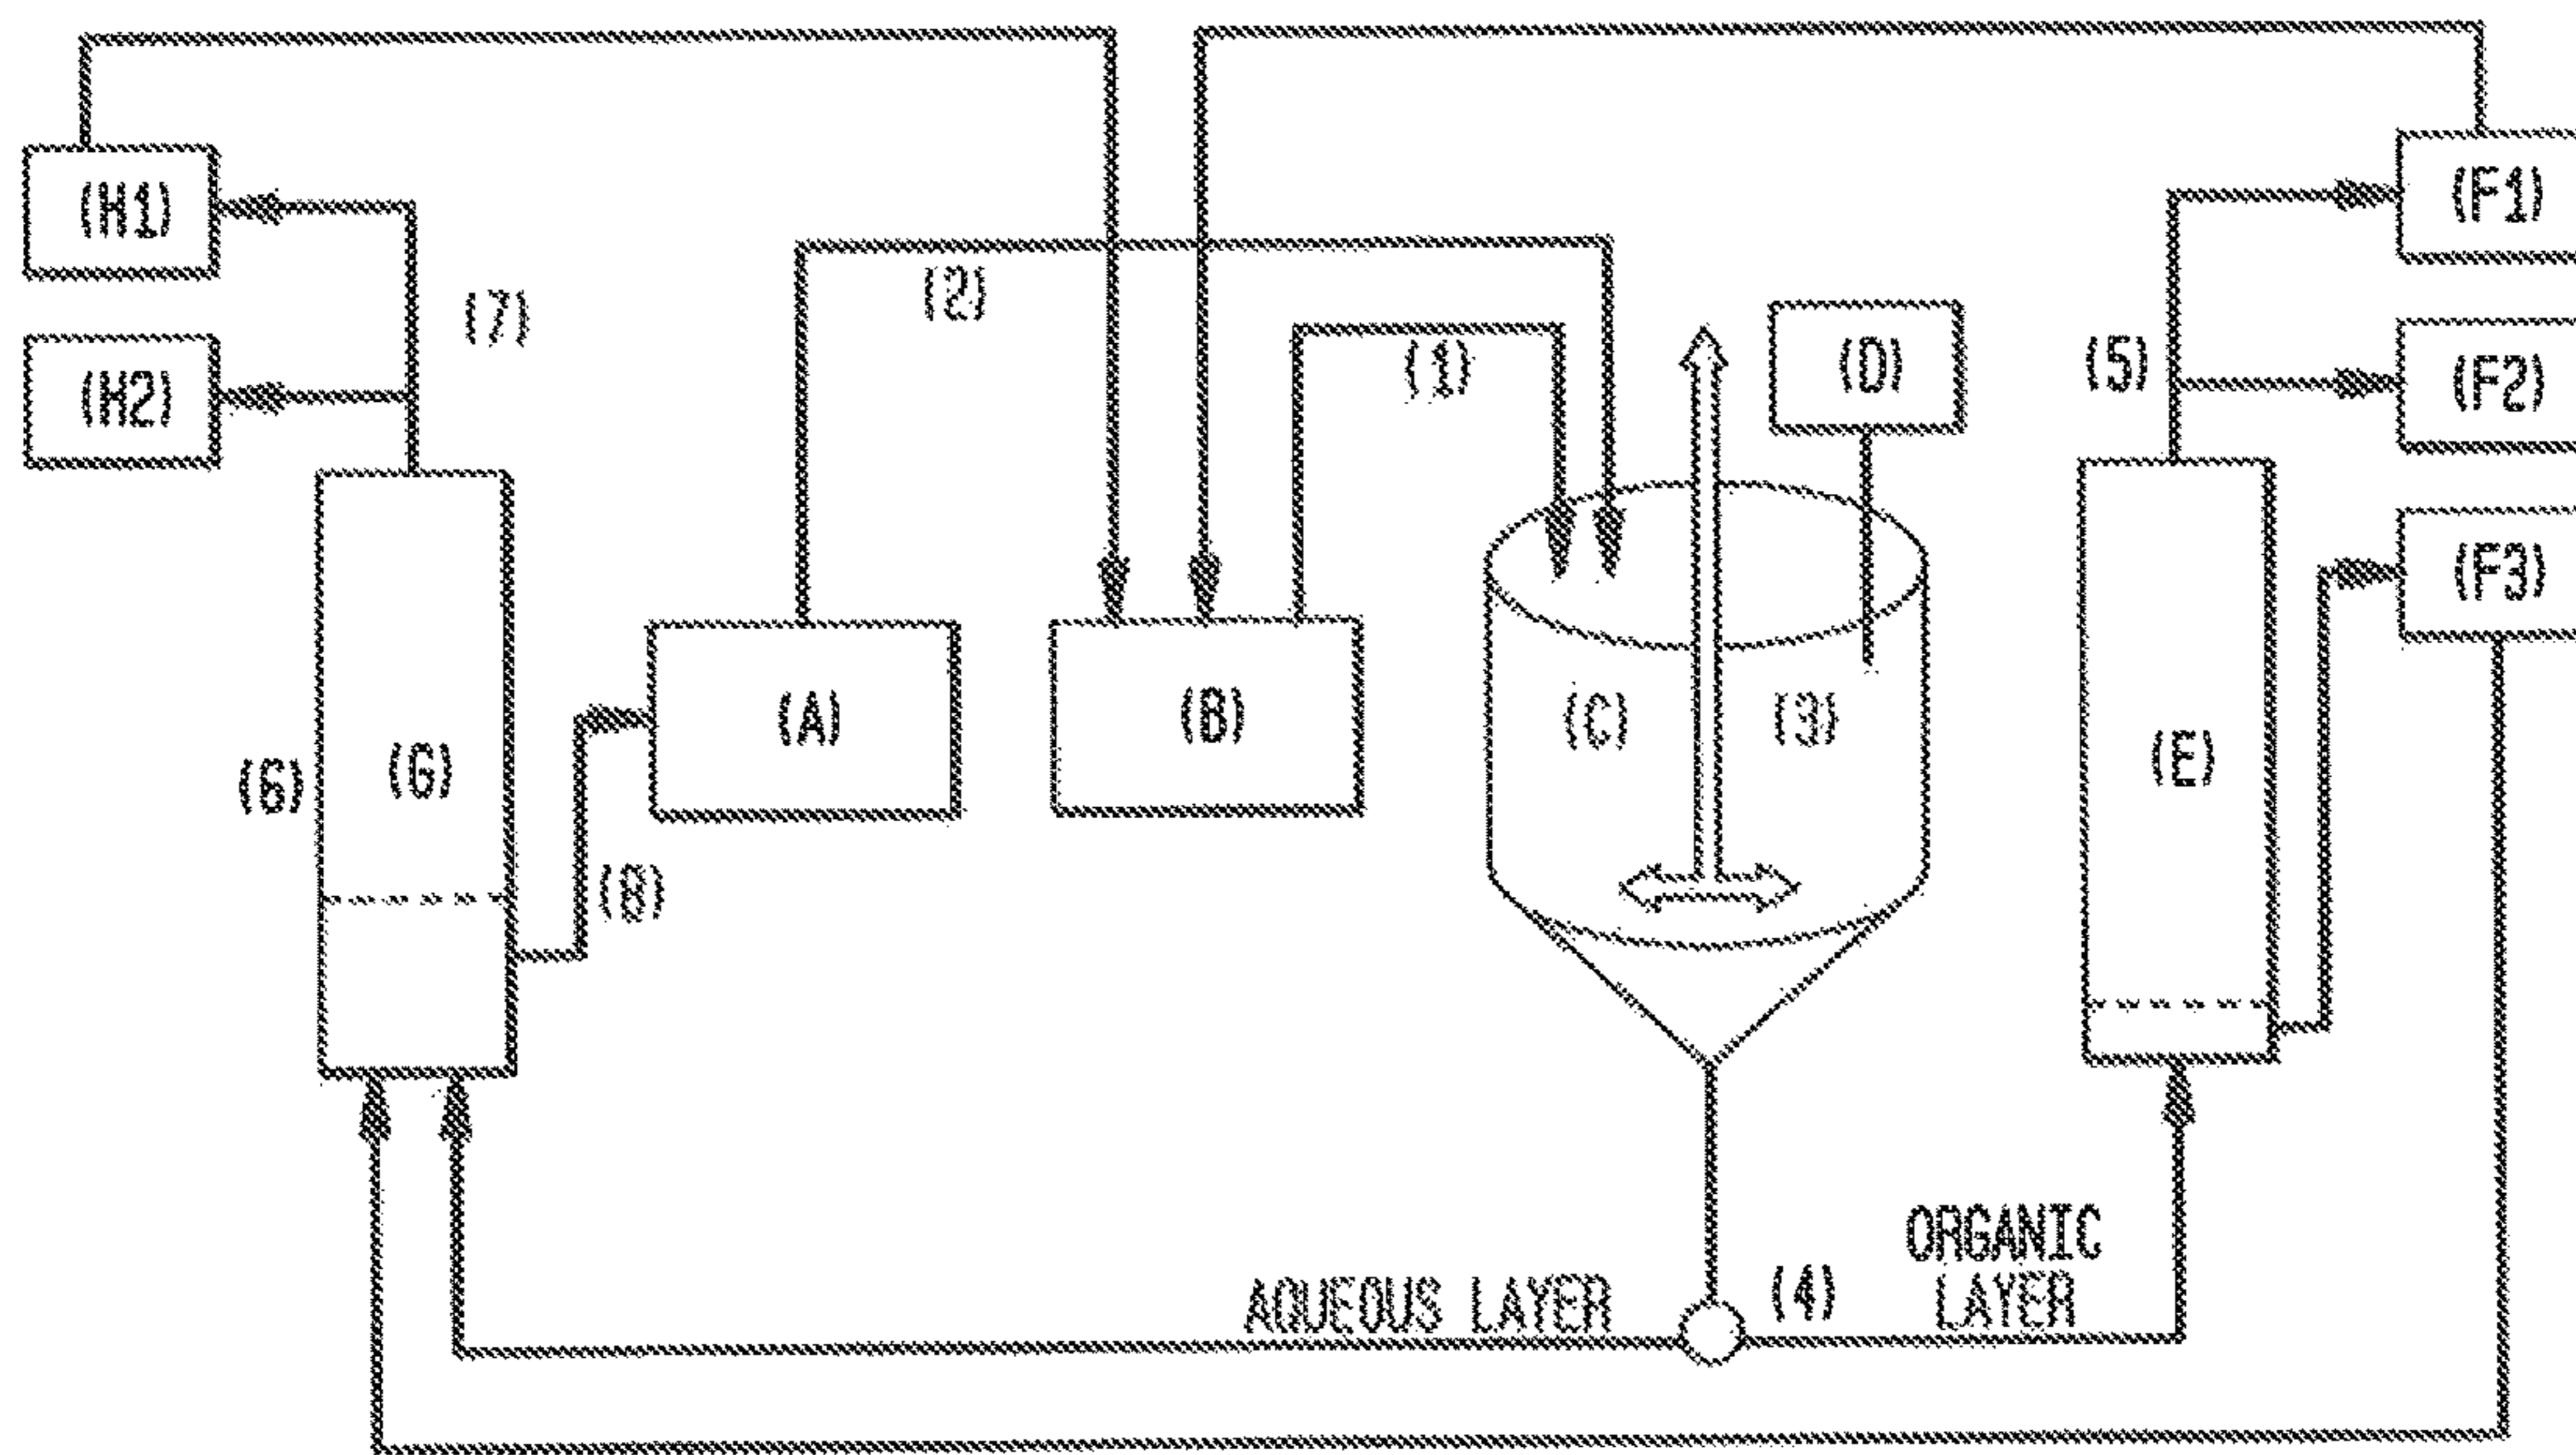 (H1)
(F1)
(2)
(7)
(1)
(D)
(5)
(H2)
(F2)
(F3)
(A)
(B)
(C)
(3)
(6)
(G)
(E)
(8)
ORGANIC
LAYER
AQUEOUS LAYER
(4)